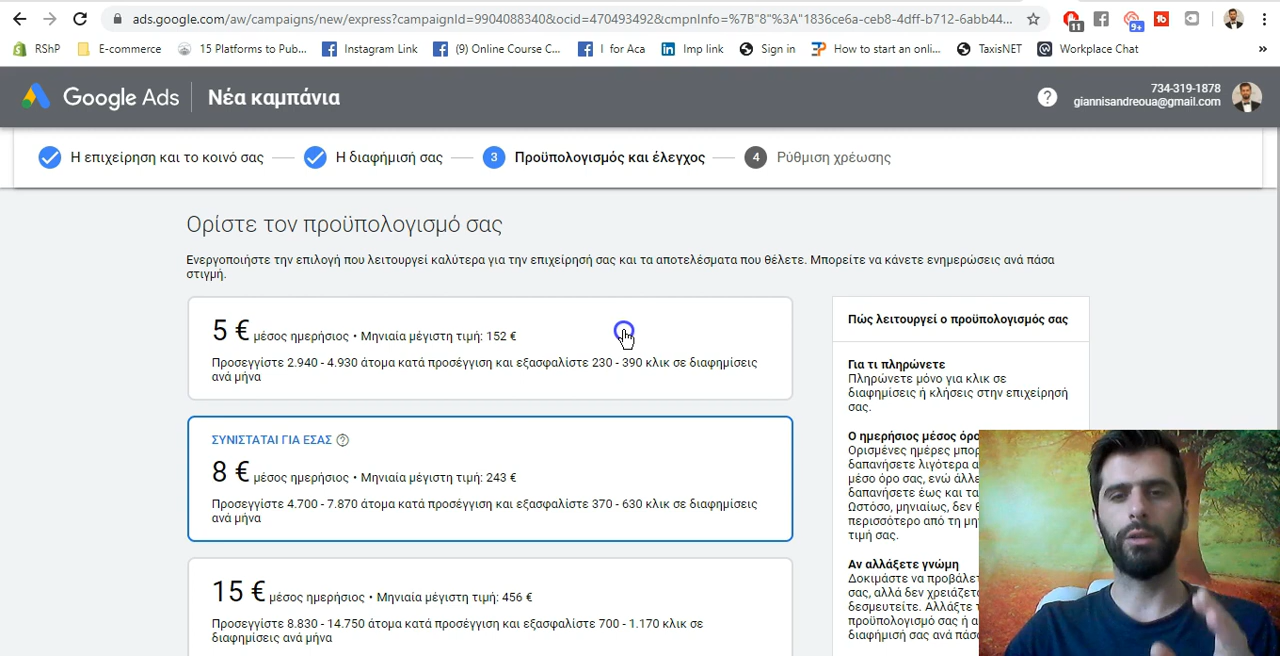 ads.google.com/aw/campaigns/new/express?campaignId=9904088340&ocid=470493492&cmpnInfo=%7B"8"%3A"1836ce6a-ceb8-4dff-b712-6abb44...
11
9+
RShP
E-commerce
15 Platforms to Pub...
Instagram Link
(9) Online Course C...
I for Aca
Imp link
Sign in
How to start an onli...
TaxisNET
Workplace Chat
»
Google Ads
Νέα καμπάνια
734-319-1878
giannisandreoua@gmail.com
Η επιχείρηση και το κοινό σας
Η διαφήμισή σας
3 Προϋπολογισμός και έλεγχος
4 Ρύθμιση χρέωσης
Ορίστε τον προϋπολογισμό σας
Ενεργοποιήστε την επιλογή που λειτουργεί καλύτερα για την επιχείρησή σας και τα αποτελέσματα που θέλετε. Μπορείτε να κάνετε ενημερώσεις ανά πάσα
στιγμή.
5 € μέσος ημερήσιος • Μηνιαία μέγιστη τιμή: 152 €
Προσεγγίστε 2.940 - 4.930 άτομα κατά προσέγγιση και εξασφαλίστε 230 - 390 κλικ σε διαφημίσεις
ανά μήνα
ΣΥΝΙΣΤΑΤΑΙ ΓΙΑ ΕΣΑΣ
8 € μέσος ημερήσιος • Μηνιαία μέγιστη τιμή: 243 €
Προσεγγίστε 4.700 - 7.870 άτομα κατά προσέγγιση και εξασφαλίστε 370 - 630 κλικ σε διαφημίσεις
ανά μήνα
15 € μέσος ημερήσιος • Μηνιαία μέγιστη τιμή: 456 €
Προσεγγίστε 8.830 - 14.750 άτομα κατά προσέγγιση και εξασφαλίστε 700 - 1.170 κλικ σε
διαφημίσεις ανά μήνα
Πώς λειτουργεί ο προϋπολογισμός σας
Για τι πληρώνετε
Πληρώνετε μόνο για κλικ σε
διαφημίσεις ή κλήσεις στην επιχείρησή
σας.
Ο ημερήσιος μέσος όρο
Ορισμένες ημέρες μπορ
δαπανήσετε λιγότερα α
μέσο όρο σας, ενώ άλλε
δαπανήσετε έως και τα
Ωστόσο, μηνιαίως, δεν θ
περισσότερο από τη μη
τιμή σας.
Αν αλλάξετε γνώμη
Δοκιμάστε να προβάλετ
σας, αλλά δεν χρειάζετα
δεσμευτείτε. Αλλάξτε τ
προϋπολογισμό σας ή α
διαφήμισή σας ανά πάσα